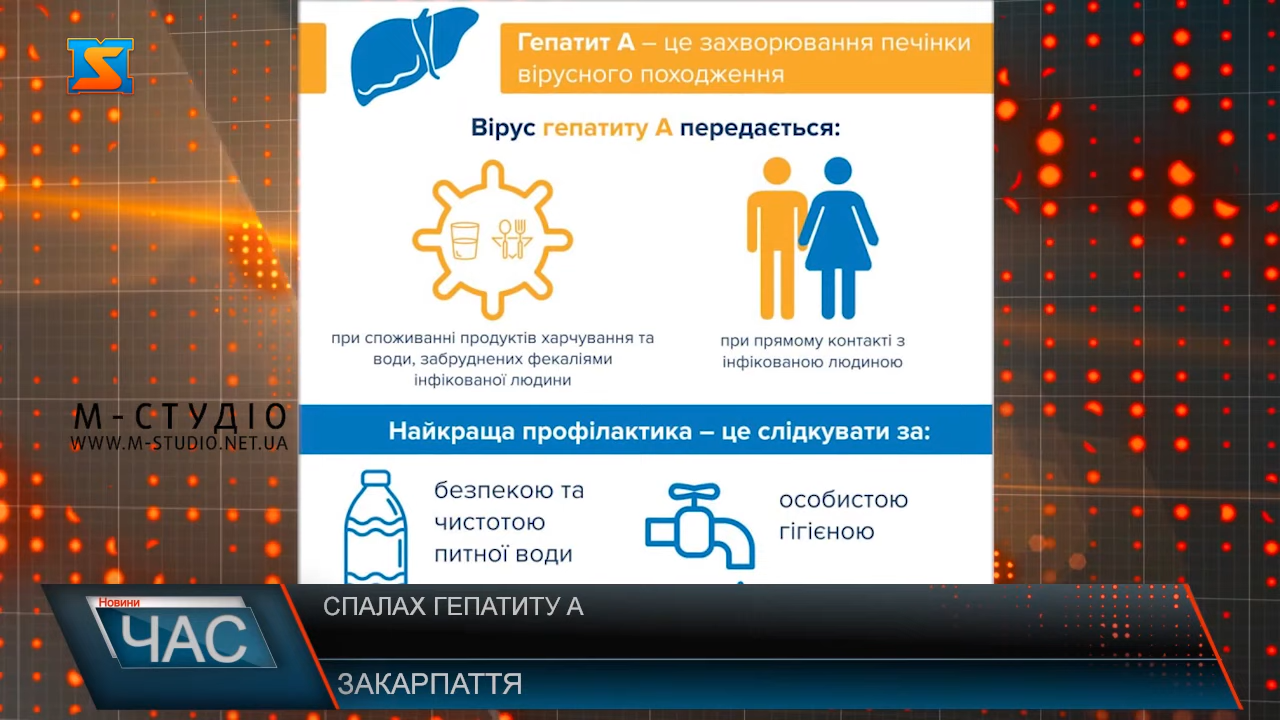 Гепатит А – це захворювання печінки
вірусного походження
Вірус гепатиту А передається:
при споживанні продуктів харчування та
води, забруднених фекаліями
інфікованої людини
при прямому контакті з
інфікованою людиною
М-СТУДІО
WWW.M-STUDIO.NET.UA
Найкраща профілактика – це слідкувати за:
безпекою та
чистотою
питної води
особистою
гігієною
Новини
ЧАС
СПАЛАХ ГЕПАТИТУ А
ЗАКАРПАТТЯ